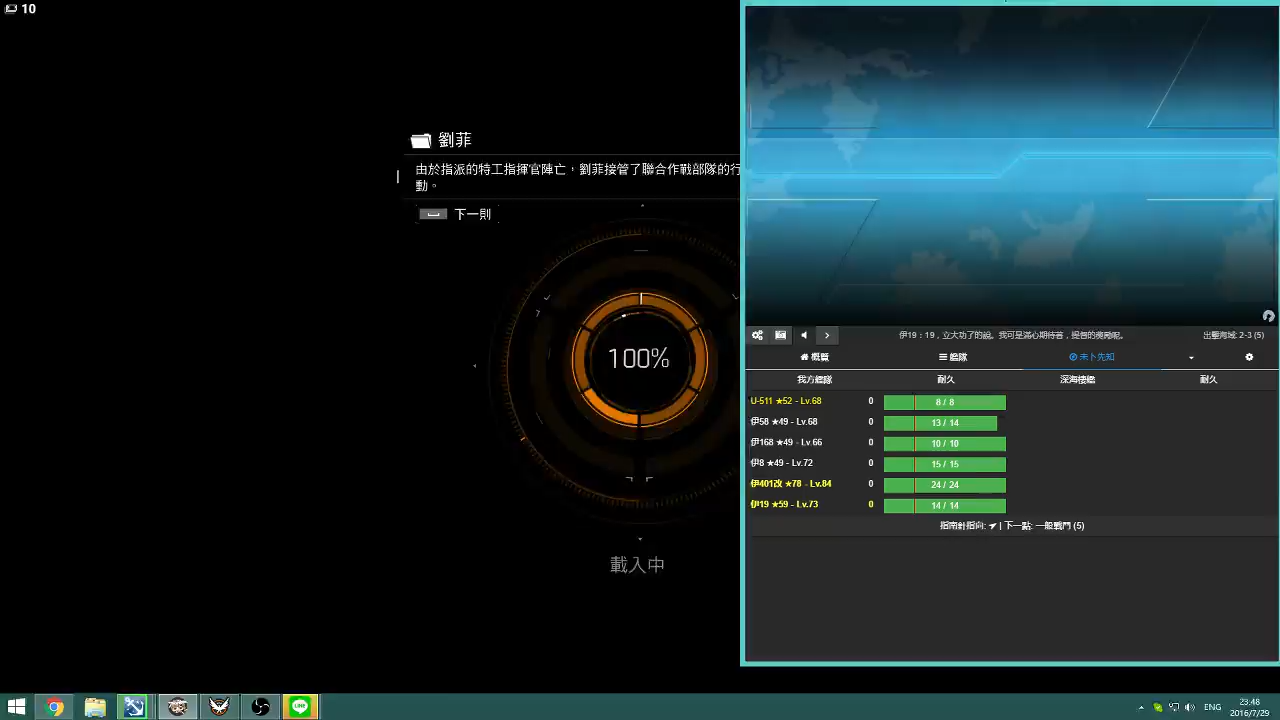 10
劉菲
由於指派的特工指揮官陣亡，劉菲接管了聯合作戰部隊的行
動。
下一則
100%
載入中
伊19：19，立大功了的說。我可是滿心期待著，提督的獎勵呢。
出擊海域: 2-3 (5)
概覽
艦隊
未卜先知
我方艦隊 耐久 深海棲艦 耐久
U-511 ★52 - Lv.68 0 8 / 8
伊58 ★49 - Lv.68 0 13 / 14
伊168 ★49 - Lv.66 0 10 / 10
伊8 ★49 - Lv.72 0 15 / 15
伊401改 ★78 - Lv.84 0 24 / 24
伊19 ★59 - Lv.73 0 14 / 14
指南針指向: | 下一點: 一般戰鬥 (5)
LINE
ENG
23:48
2016/7/29